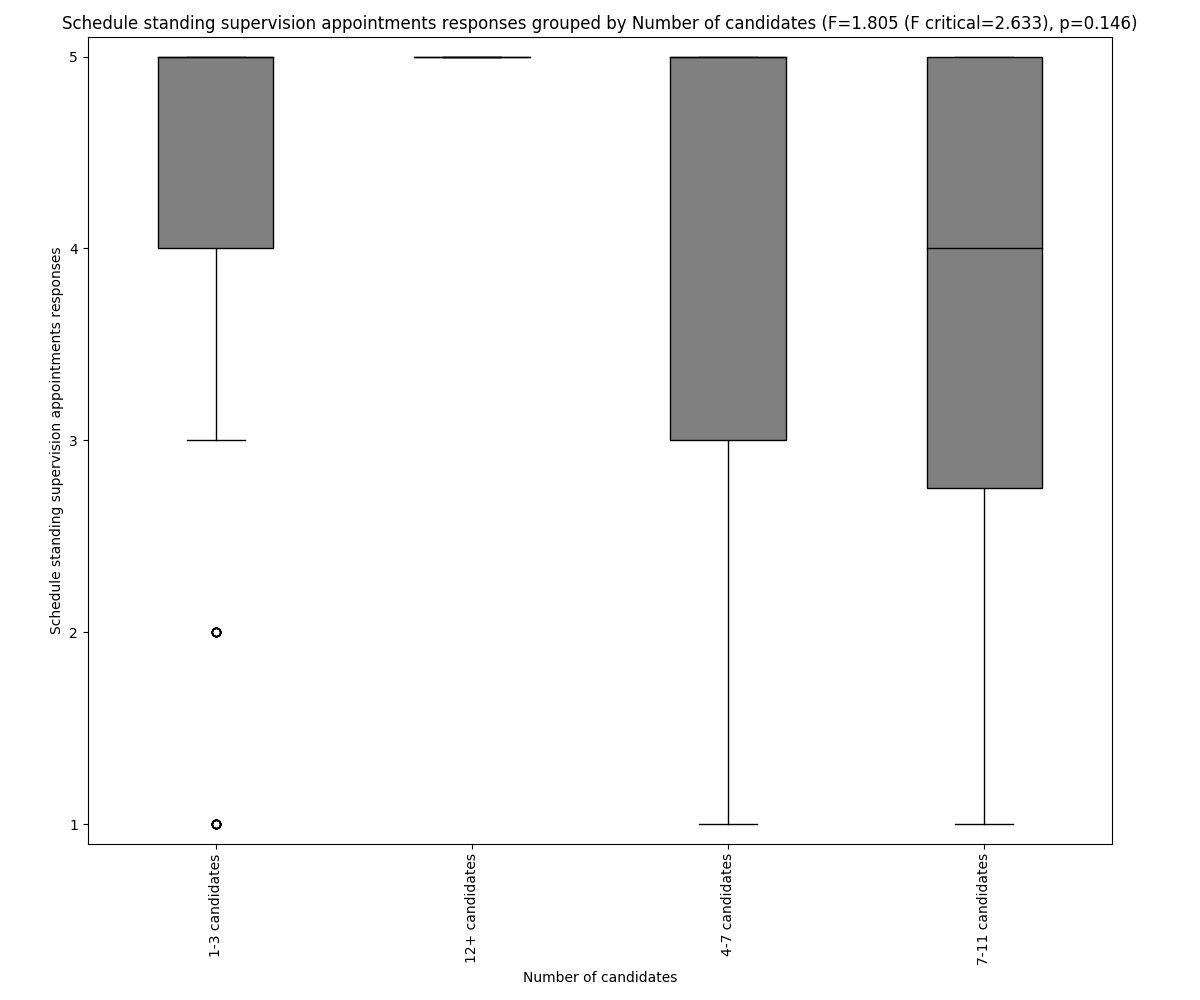 Schedule standing supervision appointments responses grouped by Number of candidates (F=1.805 (F critical=2.633), p=0.146)
Schedule standing supervision appointments responses
5
4
3
2
1
1-3 candidates
12+ candidates
4-7 candidates
7-11 candidates
Number of candidates